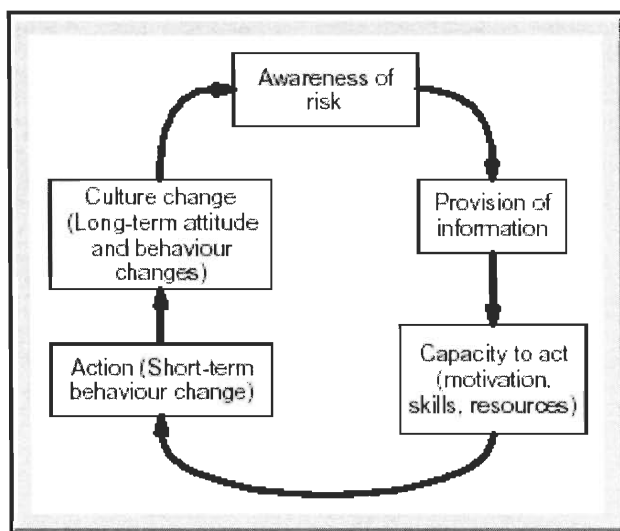 Awareness of
risk
Provision of
information
Capacity to act
(motivation,
skills, resources)
Action (Short-term
behaviour change)
Culture change
(Long-term attitude
and behaviour
changes)